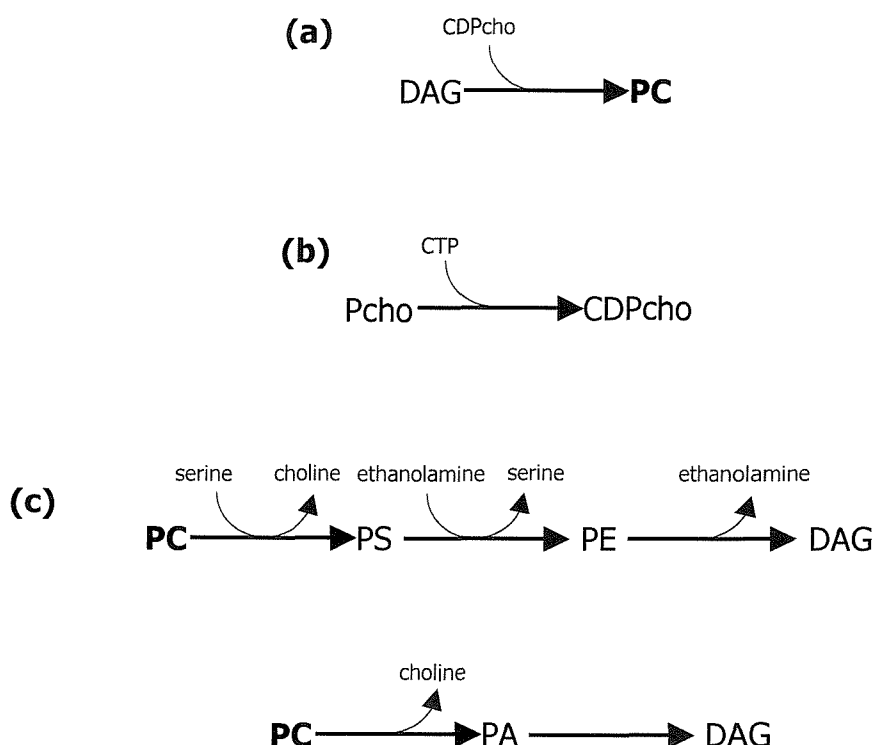 (a)
CDPcho
DAG PC
(b)
CTP
Pcho CDPcho
(c)
serine choline ethanolamine serine ethanolamine
PC PS PE DAG
choline
PC PA DAG